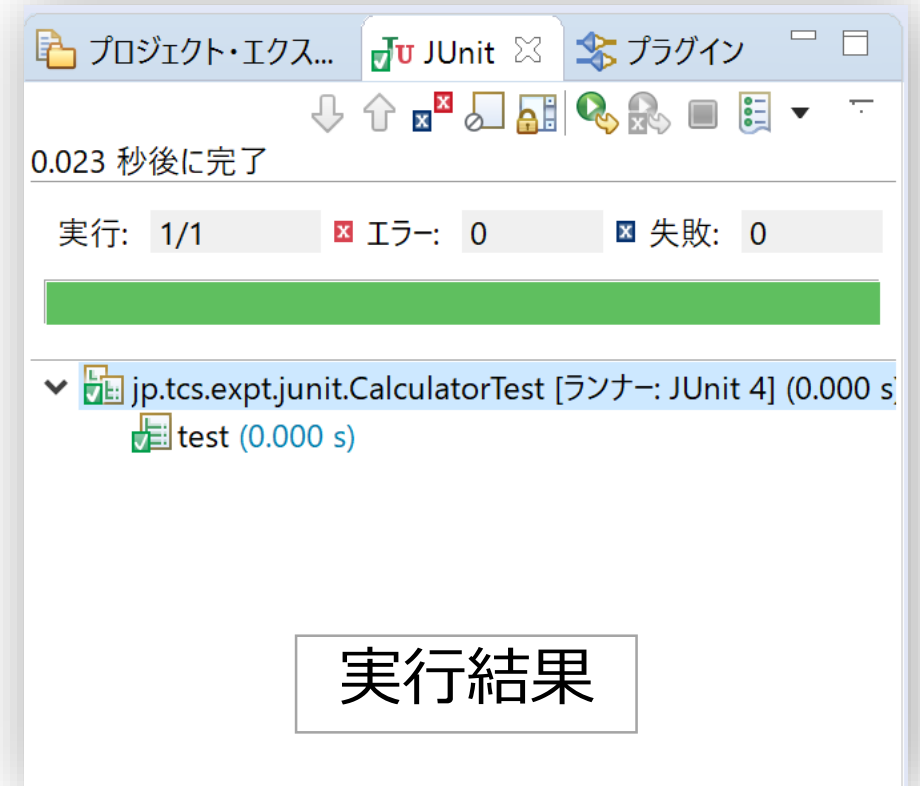 プロジェクト・エクス... JUnit プラグイン
0.023 秒後に完了
実行: 1/1 エラー: 0 失敗: 0
jp.tcs.expt.junit.CalculatorTest [ランナー: JUnit 4] (0.000 s)
test (0.000 s)
実行結果